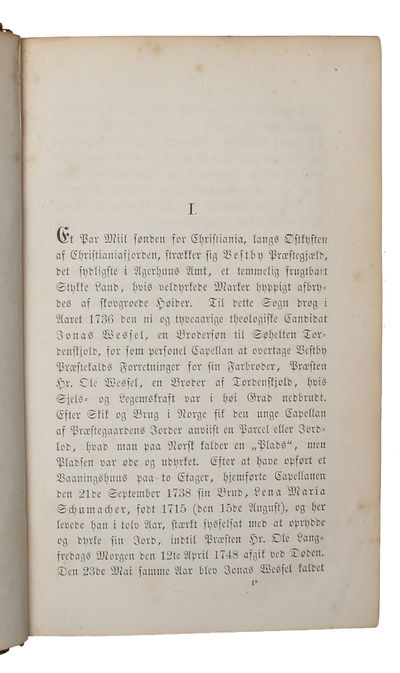 I.
Et Par Miil sønden for Christiania, langs Østkysten
af Christianiafjorden, strækker sig Vestby Præstegjæld,
det sydligste i Agerhuus Amt, et temmelig frugtbart
Stykke Land, hvis veldyrkede Marker hyppigt afbry-
des af skovgroede Høider. Til dette Sogn drog i
Aaret 1736 den ni og tyveaarige theologiske Candidat
Jonas Wessel, en Brodersøn til Søhelten Tor-
denskjold, for som personel Capellan at overtage Vestby
Præstekalds Forretninger for sin Farbroder, Præsten
Hr. Ole Wessel, en Broder af Tordenskjold, hvis
Sjels- og Legemskraft var i høi Grad nedbrudt.
Efter Skik og Brug i Norge fik den unge Capellan
af Præstegaardens Jorder anviist en Parcel eller Jord-
lod, hvad man paa Norsk kalder en „Plads“, men
Pladsen var øde og udyrket. Efter at have opført et
Vaaningshuus paa to Etager, hjemførte Capellanen
den 21de September 1738 sin Brud, Lena Maria
Schumacher, født 1715 (den 15de August), og her
levede han i tolv Aar, stærkt sysselsat med at oprydde
og dyrke sin Jord, indtil Præsten Hr. Ole Lang-
fredags Morgen den 12te April 1748 afgik ved Døden.
Den 23de Mai samme Aar blev Jonas Wessel kaldet
1*